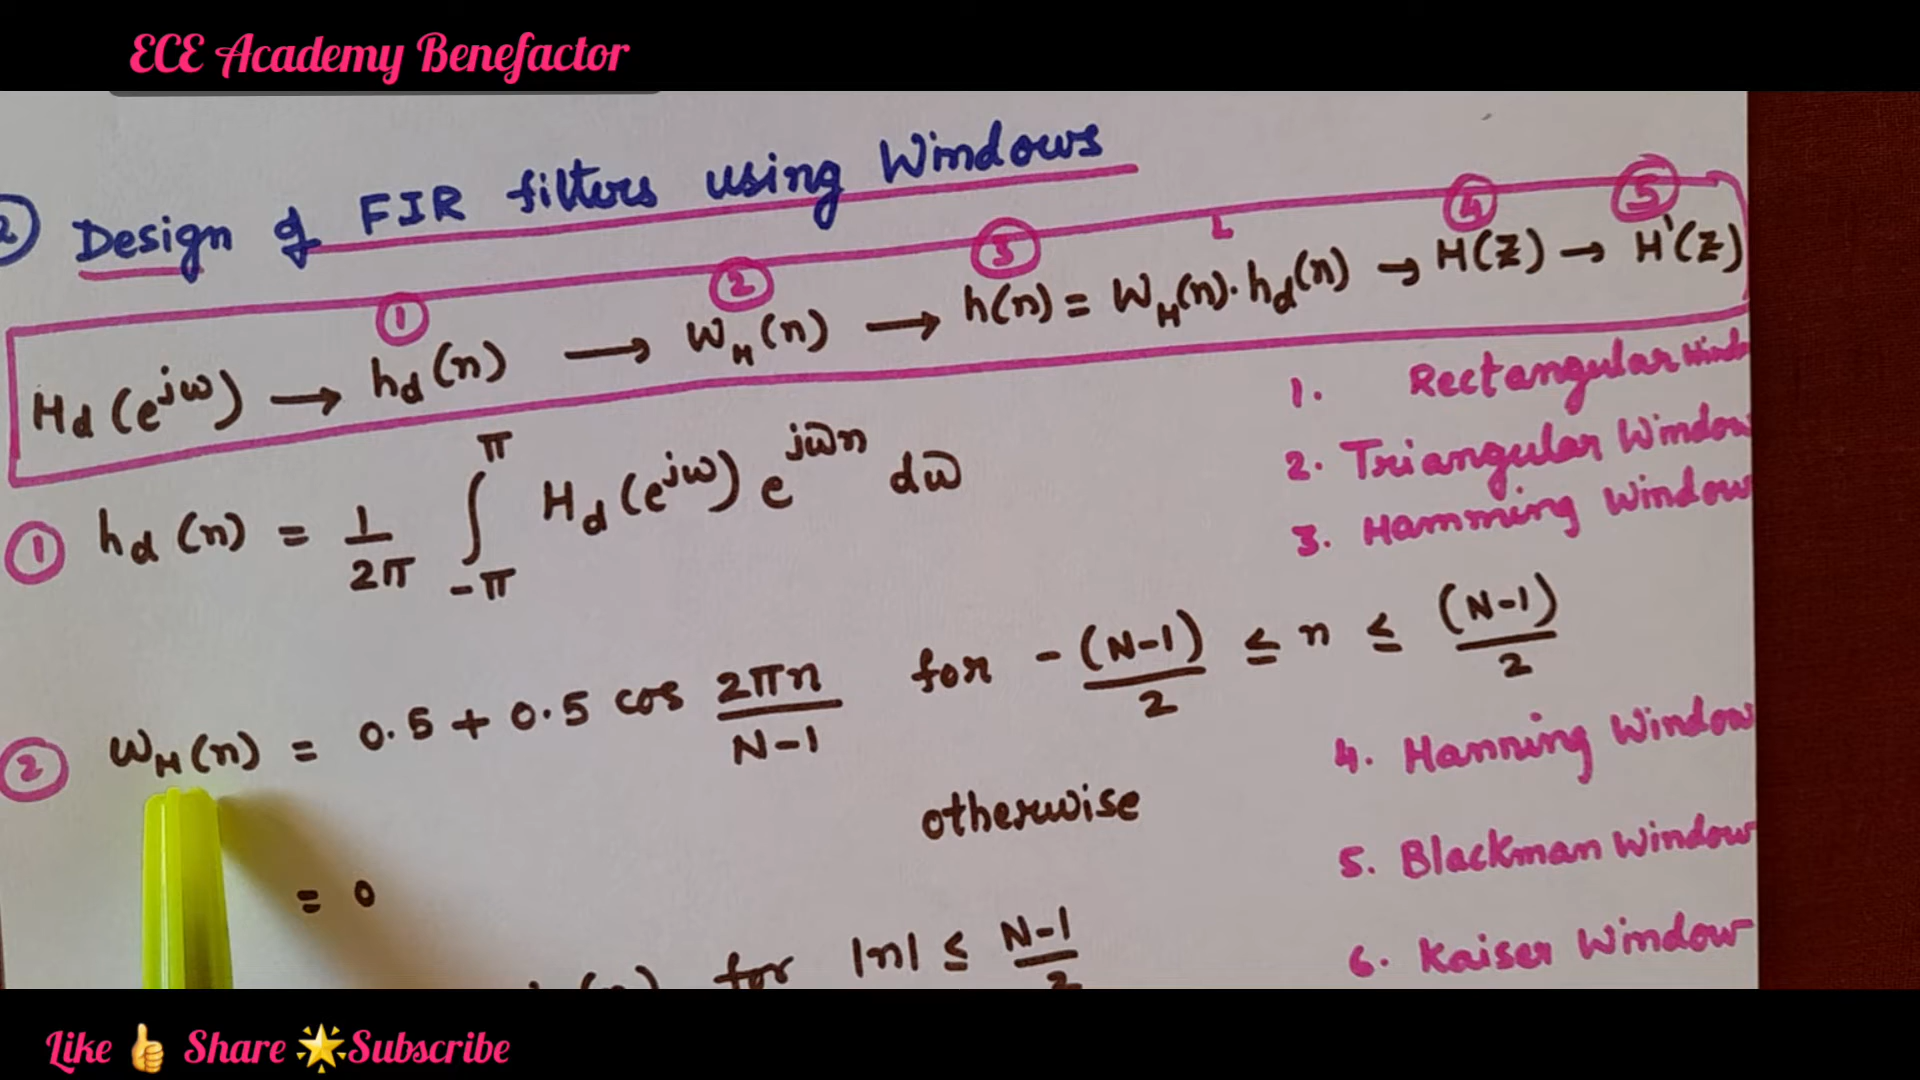 ECE Academy Benefactor
2 Design of FIR filters using Windows
1 2 3 4 5
Hd(e^jω) → hd(n) → WH(n) → h(n) = WH(n)·hd(n) → H(Z) → H'(Z)
1. Rectangular
2. Triangular Window
3. Hamming Window
1 hd(n) = 1/2π ∫_-π^π Hd(e^jω) e^jωn dω
2 ωH(n) = 0.5 + 0.5 cos 2πn/N-1 for -(N-1)/2 ≤ n ≤ (N-1)/2
= 0 otherwise
4. Hanning Window
5. Blackman Window
6. Kaiser Window
(n) for |n| ≤ N-1/2
Like 👍 Share 🌟Subscribe